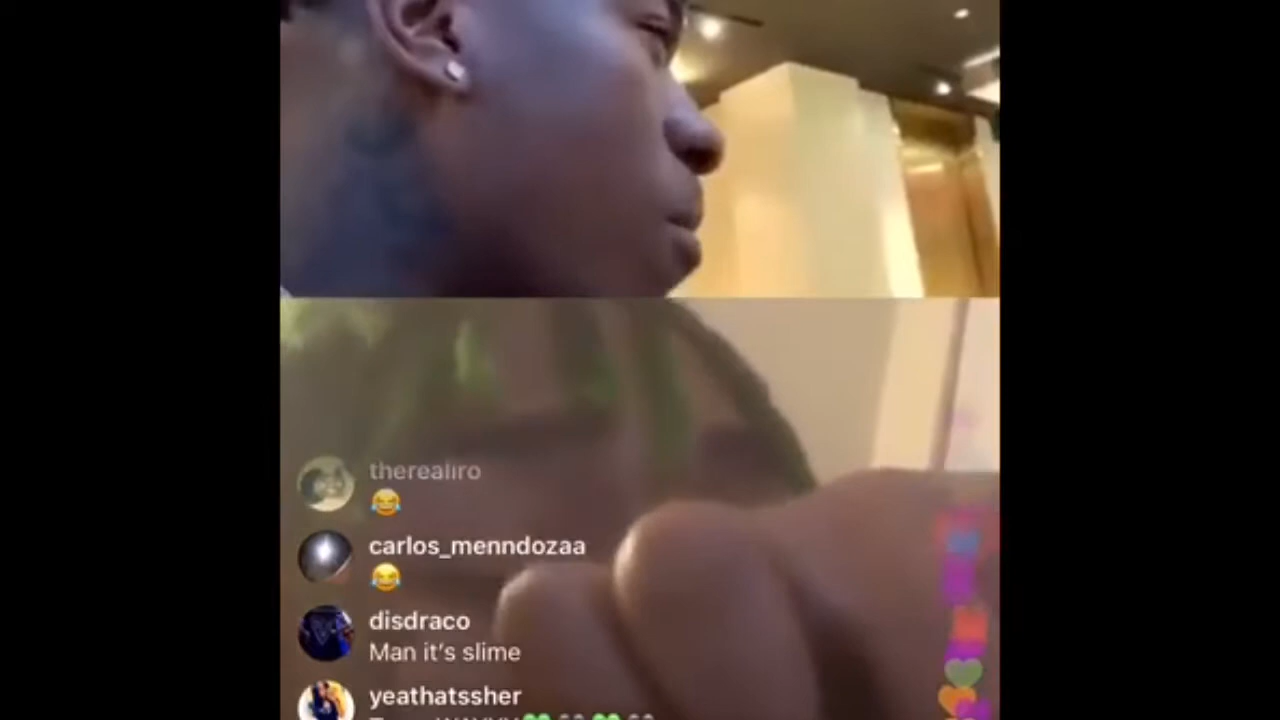 therealiro
😂
carlos_menndozaa
😂
disdraco
Man it's slime
yeathatssher